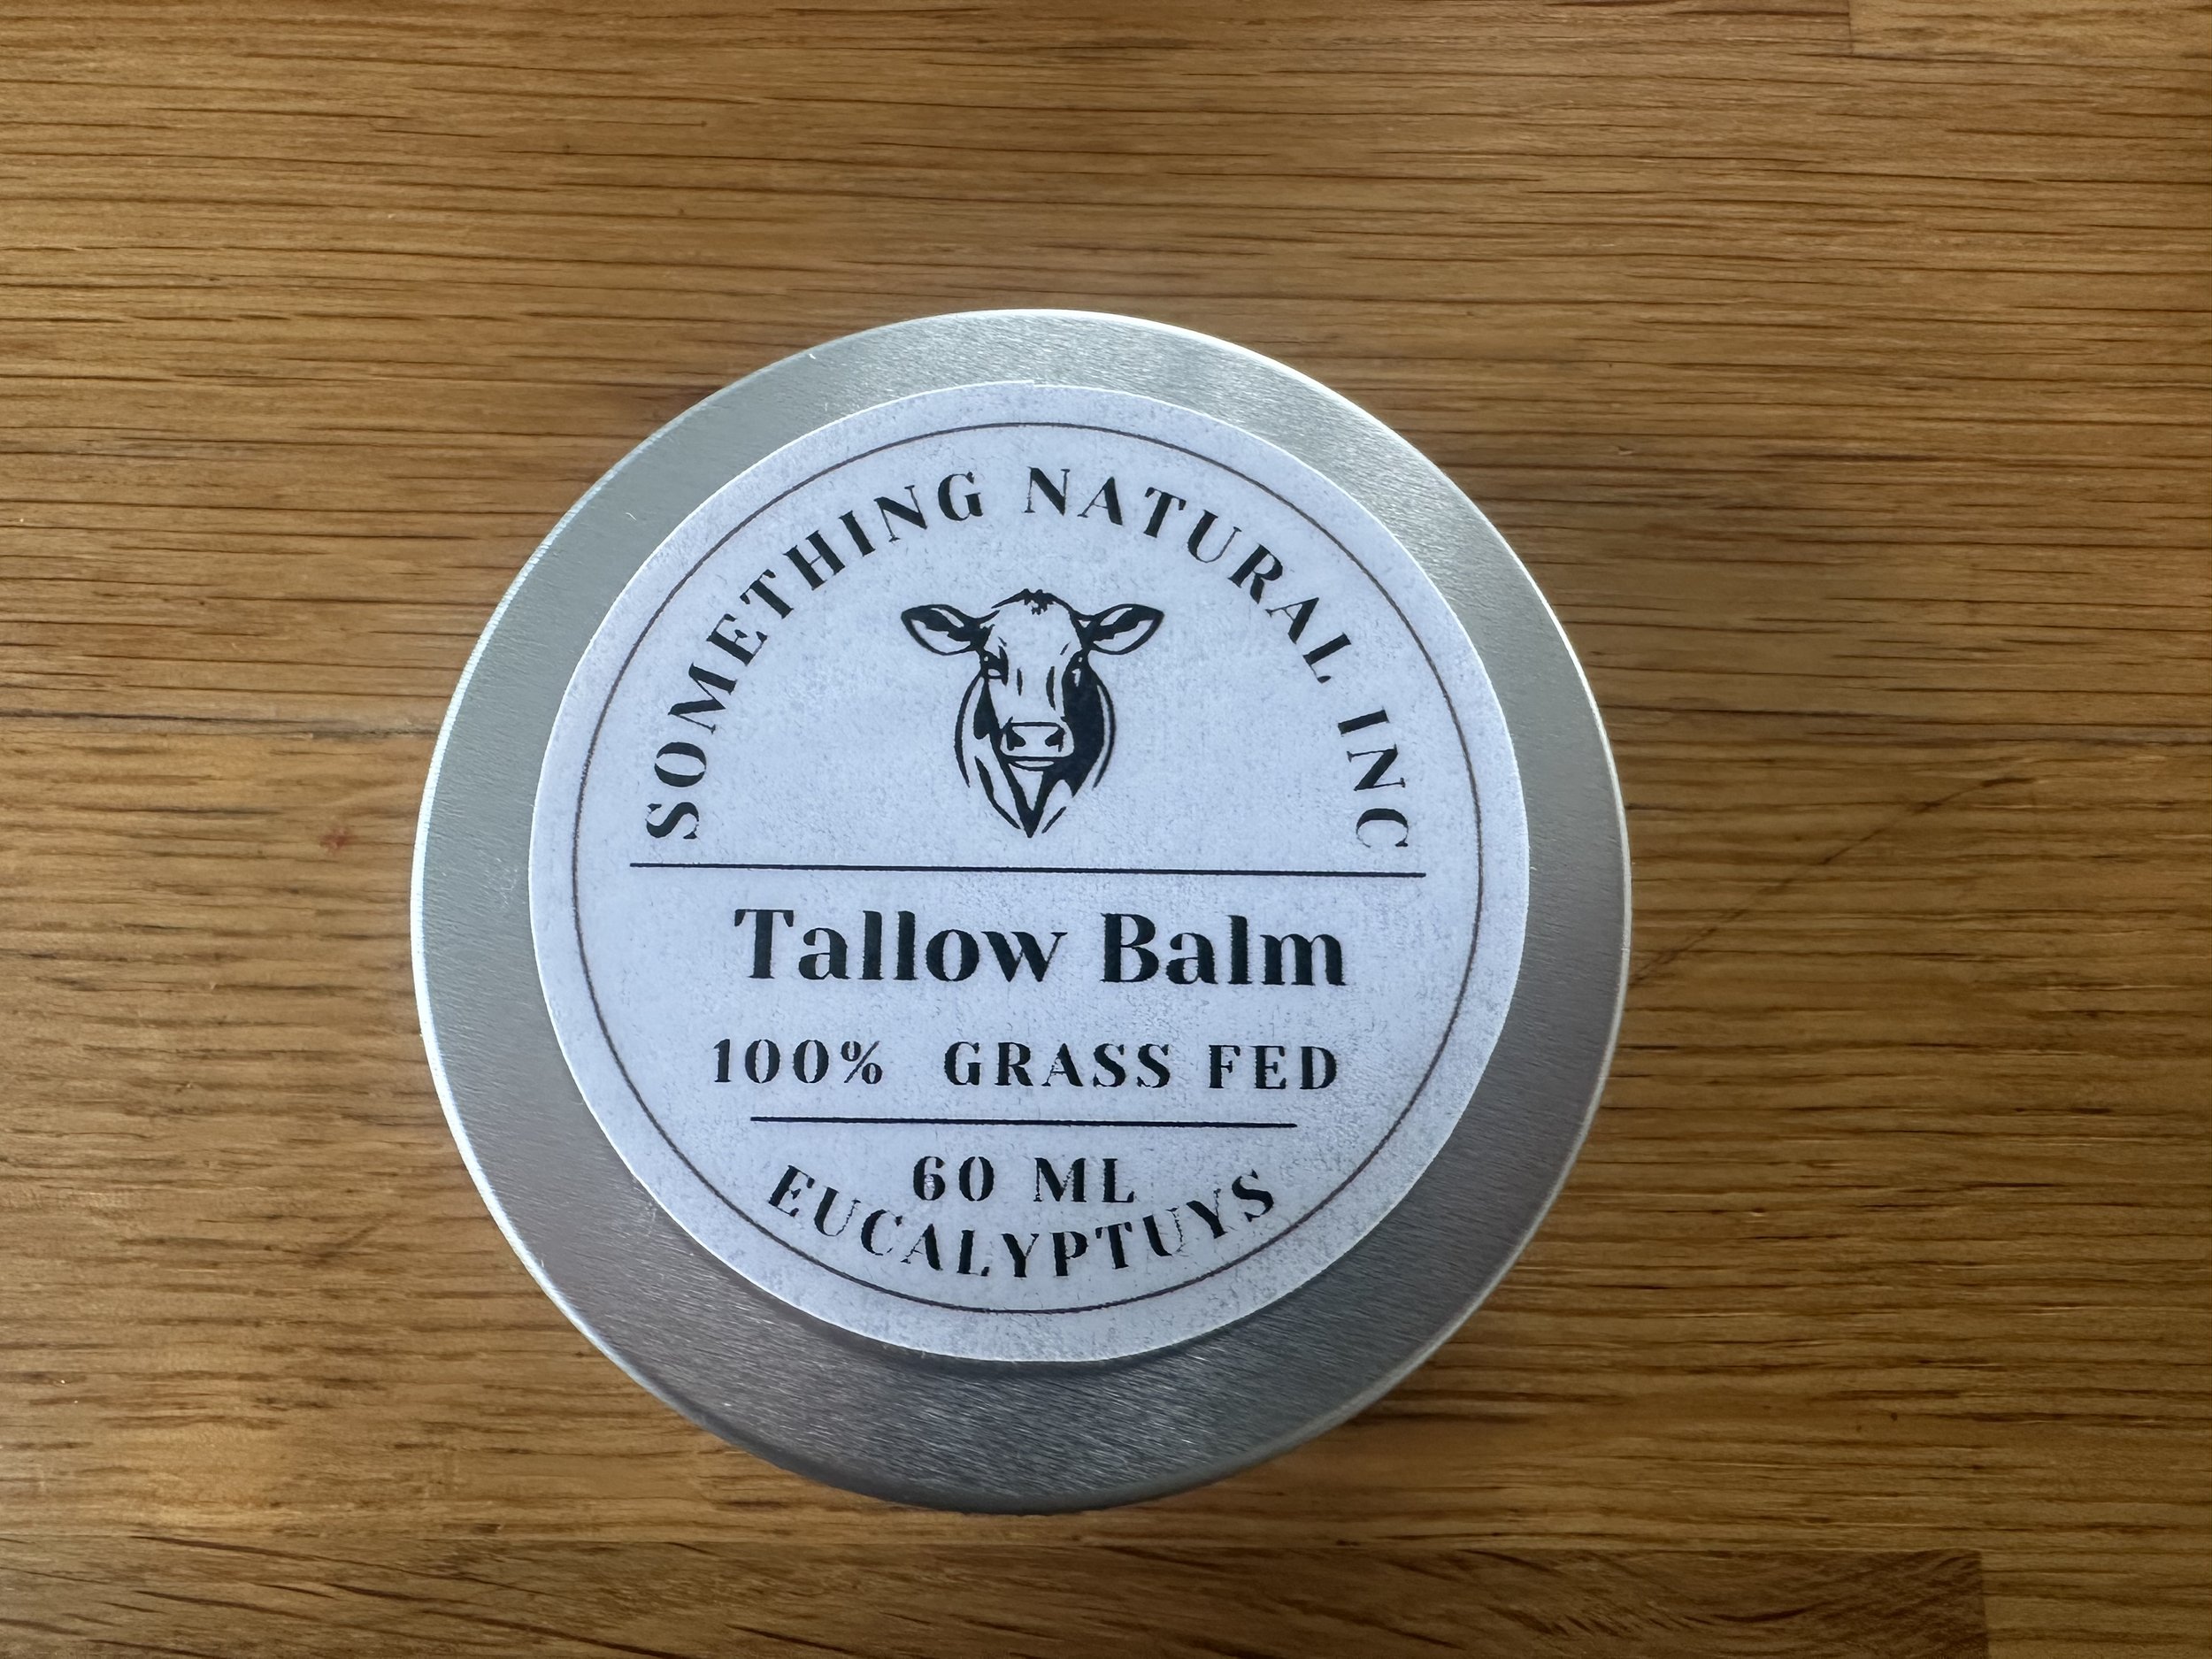 SOMETHING NATURAL INC
Tallow Balm
100% GRASS FED
60 ML
EUCALYPTUYS